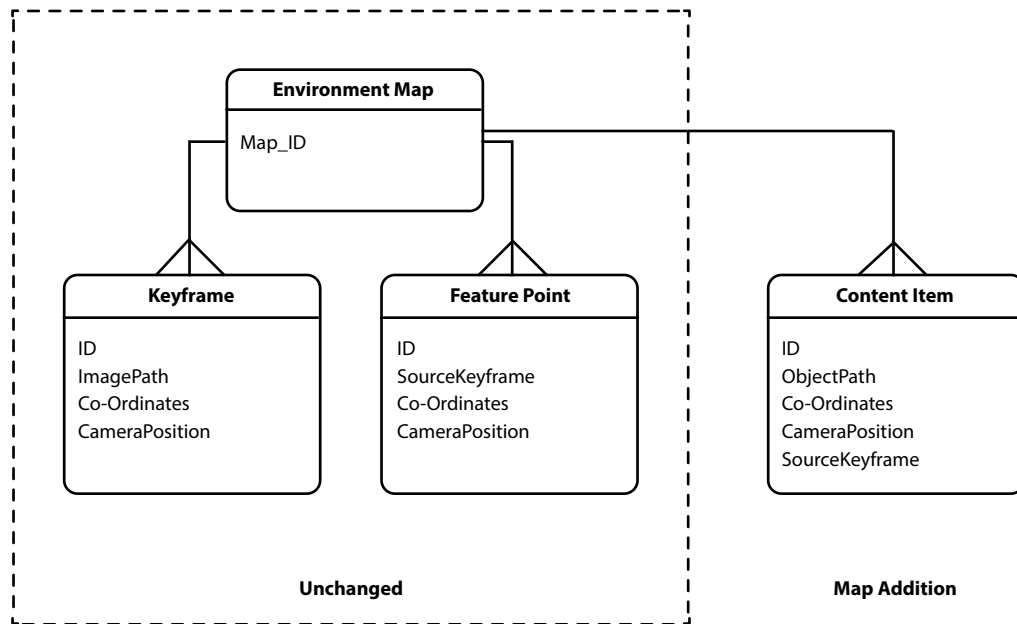 Environment Map
Map_ID
Keyframe
ID
ImagePath
Co-Ordinates
CameraPosition
Feature Point
ID
SourceKeyframe
Co-Ordinates
CameraPosition
Content Item
ID
ObjectPath
Co-Ordinates
CameraPosition
SourceKeyframe
Unchanged
Map Addition